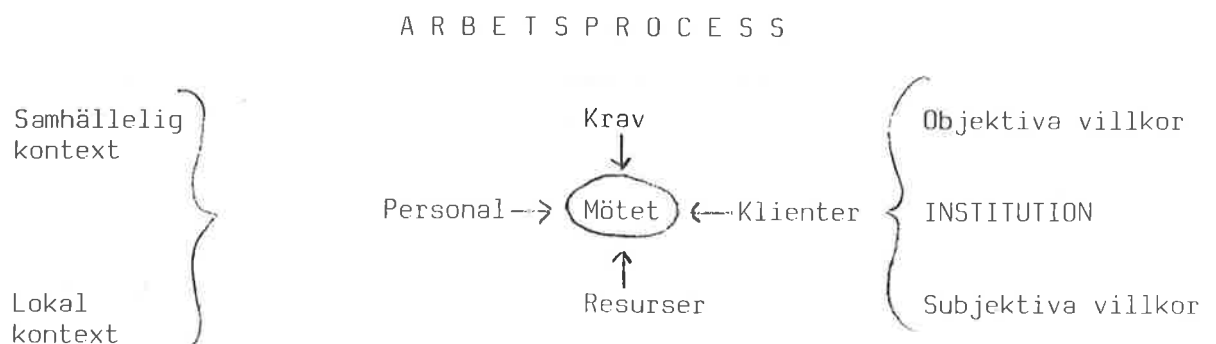 ARBETSPROCESS
Samhällelig
kontext
Krav
Objektiva villkor
Personal
Mötet
Klienter
INSTITUTION
Lokal
kontext
Resurser
Subjektiva villkor